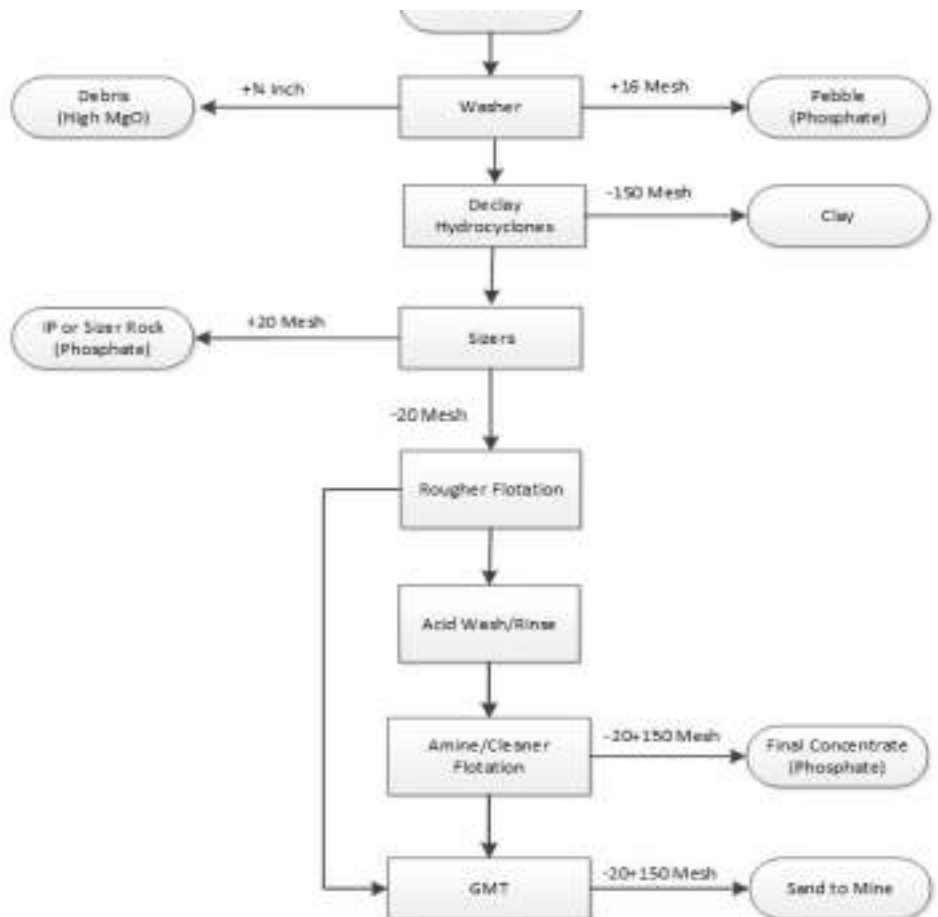 +¾ Inch
+16 Mesh
Debris
(High MgO)
Washer
Pebble
(Phosphate)
-150 Mesh
Declay
Hydrocyclones
Clay
+20 Mesh
IP or Sizer Rock
(Phosphate)
Sizers
-20 Mesh
Rougher Flotation
Acid Wash/Rinse
-20+150 Mesh
Amine/Cleaner
Flotation
Final Concentrate
(Phosphate)
-20+150 Mesh
GMT
Sand to Mine